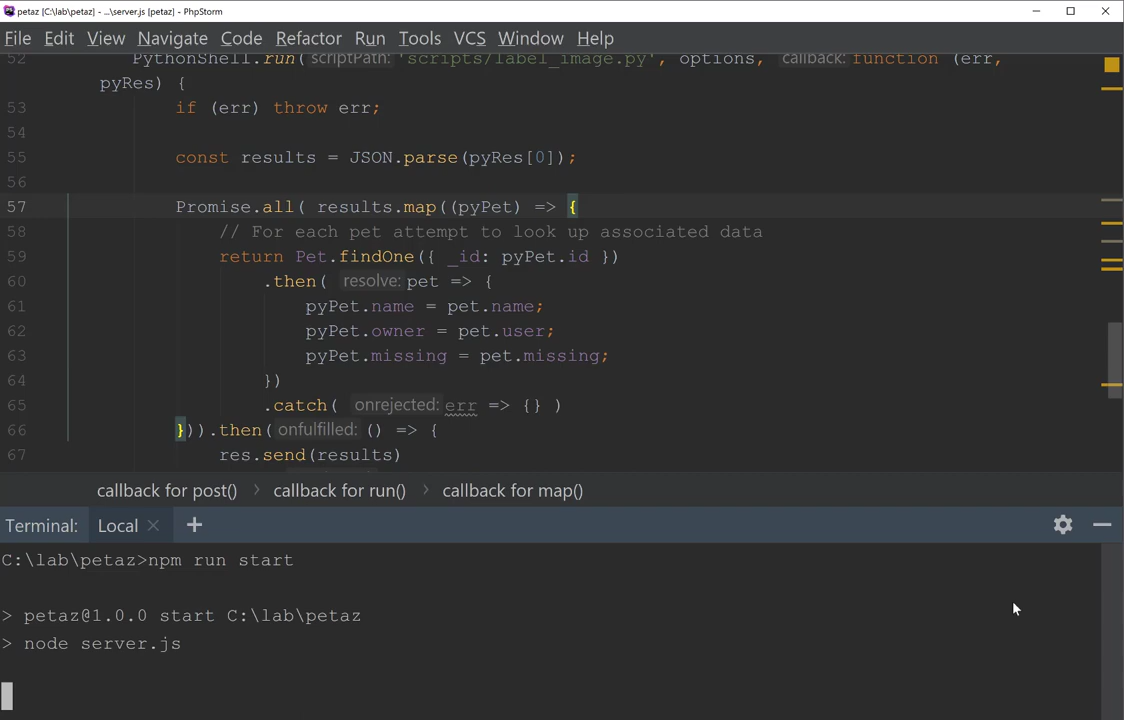 petaz [C:\lab\petaz] - ...\server.js [petaz] - PhpStorm
File Edit View Navigate Code Refactor Run Tools VCS Window Help
52 PythonShell.run( scriptPath: 'scripts/label_image.py', options, callback: function (err,
pyRes) {
53 if (err) throw err;
54
55 const results = JSON.parse(pyRes[0]);
56
57 Promise.all( results.map((pyPet) => {
58 // For each pet attempt to look up associated data
59 return Pet.findOne({ _id: pyPet.id })
60 .then( resolve: pet => {
61 pyPet.name = pet.name;
62 pyPet.owner = pet.user;
63 pyPet.missing = pet.missing;
64 })
65 .catch( onrejected: err => {} )
66 })).then( onfulfilled: () => {
67 res.send(results)
callback for post() > callback for run() > callback for map()
Terminal: Local × +
C:\lab\petaz>npm run start
> petaz@1.0.0 start C:\lab\petaz
> node server.js